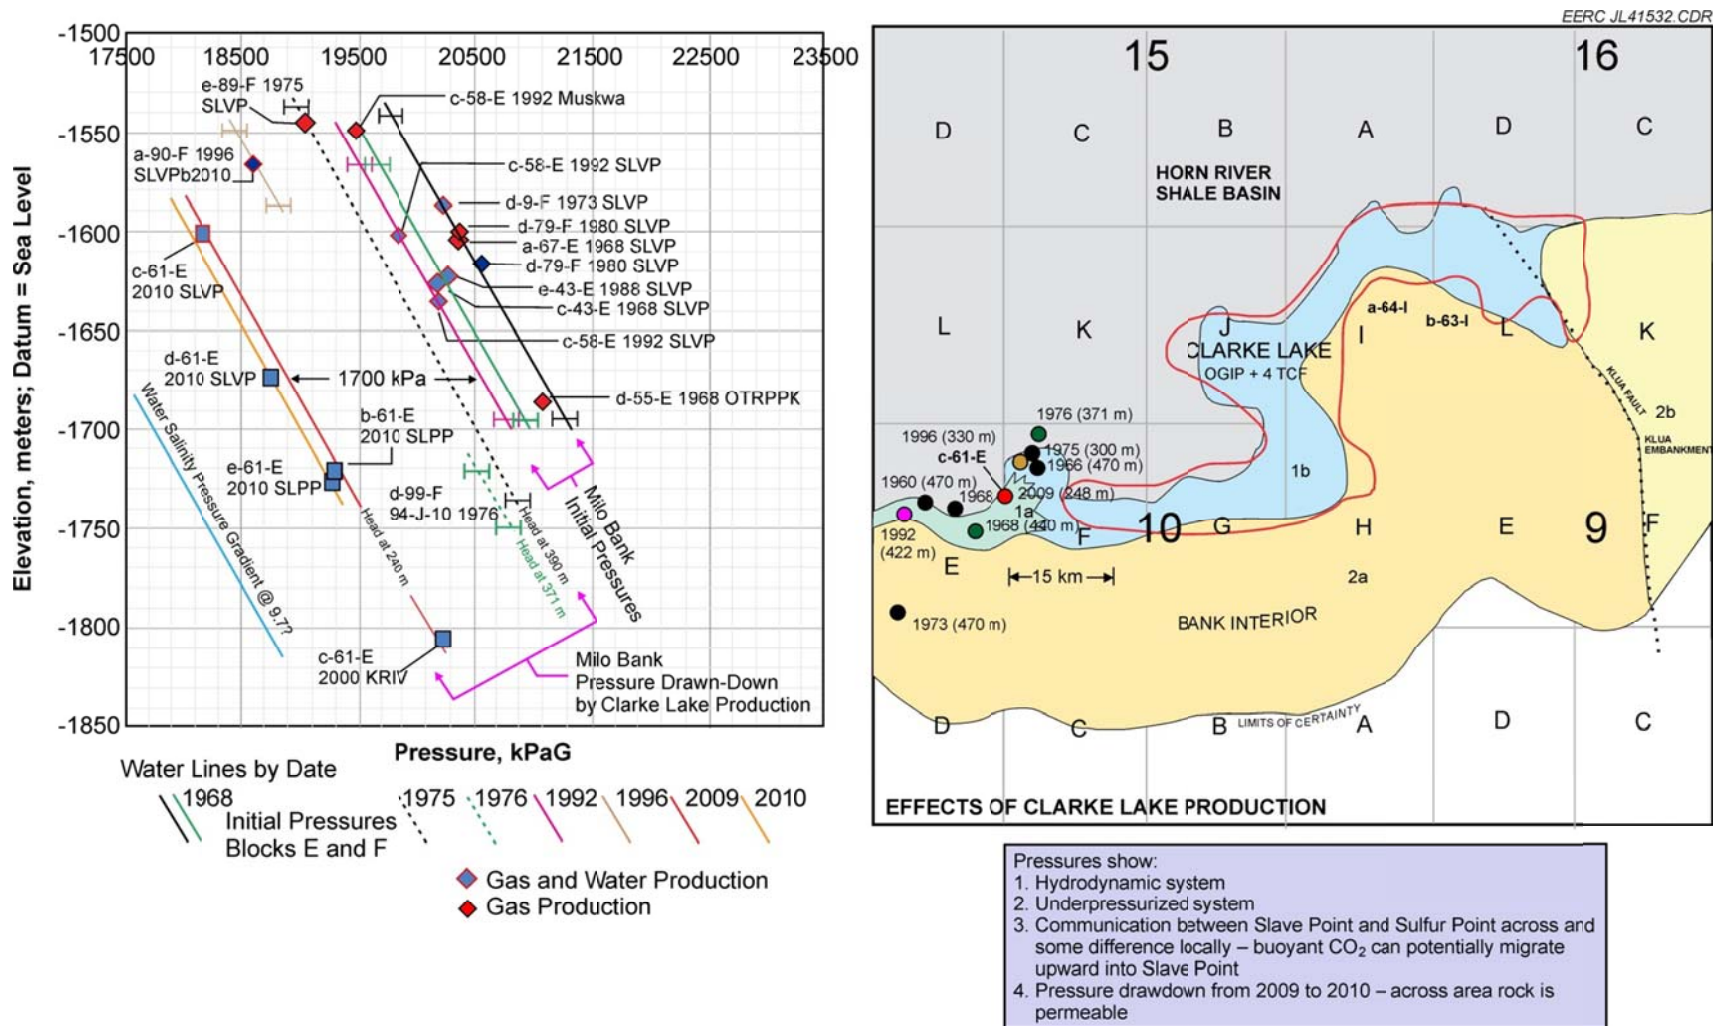 EERC JL41532.CDR
-1500
17500
18500
19500
20500
21500
22500
23500
-1550
-1600
-1650
-1700
-1750
-1800
-1850
Elevation, meters; Datum = Sea Level
Pressure, kPaG
e-89-F 1975
SLVP
c-58-E 1992 Muskwa
a-90-F 1996
SLVPb2010
c-58-E 1992 SLVP
d-9-F 1973 SLVP
d-79-F 1980 SLVP
a-67-E 1968 SLVP
d-79-F 1980 SLVP
e-43-E 1988 SLVP
c-43-E 1968 SLVP
c-58-E 1992 SLVP
c-61-E
2010 SLVP
d-61-E
2010 SLVP
1700 kPa
d-55-E 1968 OTRPPK
b-61-E
2010 SLPP
e-61-E
2010 SLPP
d-99-F
94-J-10 1976
Water Salinity Pressure Gradient @ 9.7?
Head at 240 m
Head at 390 m
Head at 371 m
Milo Bank
Initial Pressures
c-61-E
2000 KRIV
Milo Bank
Pressure Drawn-Down
by Clarke Lake Production
Water Lines by Date
1968
1975
1976
1992
1996
2009
2010
Initial Pressures
Blocks E and F
Gas and Water Production
Gas Production
15
16
D
C
B
A
D
C
HORN RIVER
SHALE BASIN
L
K
J
I
L
K
a-64-I
b-63-I
CLARKE LAKE
OGIP + 4 TCF
KLUA FAULT
2b
KLUA
EMBANKMENT
1976 (371 m)
1996 (330 m)
1975 (300 m)
c-61-E
1966 (470 m)
1b
1960 (470 m)
1968
2009 (248 m)
1a
1968 (440 m)
1992
(422 m)
E
F
10
G
H
E
9
F
15 km
2a
1973 (470 m)
BANK INTERIOR
D
C
B
LIMITS OF CERTAINTY
A
D
C
EFFECTS OF CLARKE LAKE PRODUCTION
Pressures show:
1. Hydrodynamic system
2. Underpressurized system
3. Communication between Slave Point and Sulfur Point across and
some difference locally – buoyant CO₂ can potentially migrate
upward into Slave Point
4. Pressure drawdown from 2009 to 2010 – across area rock is
permeable